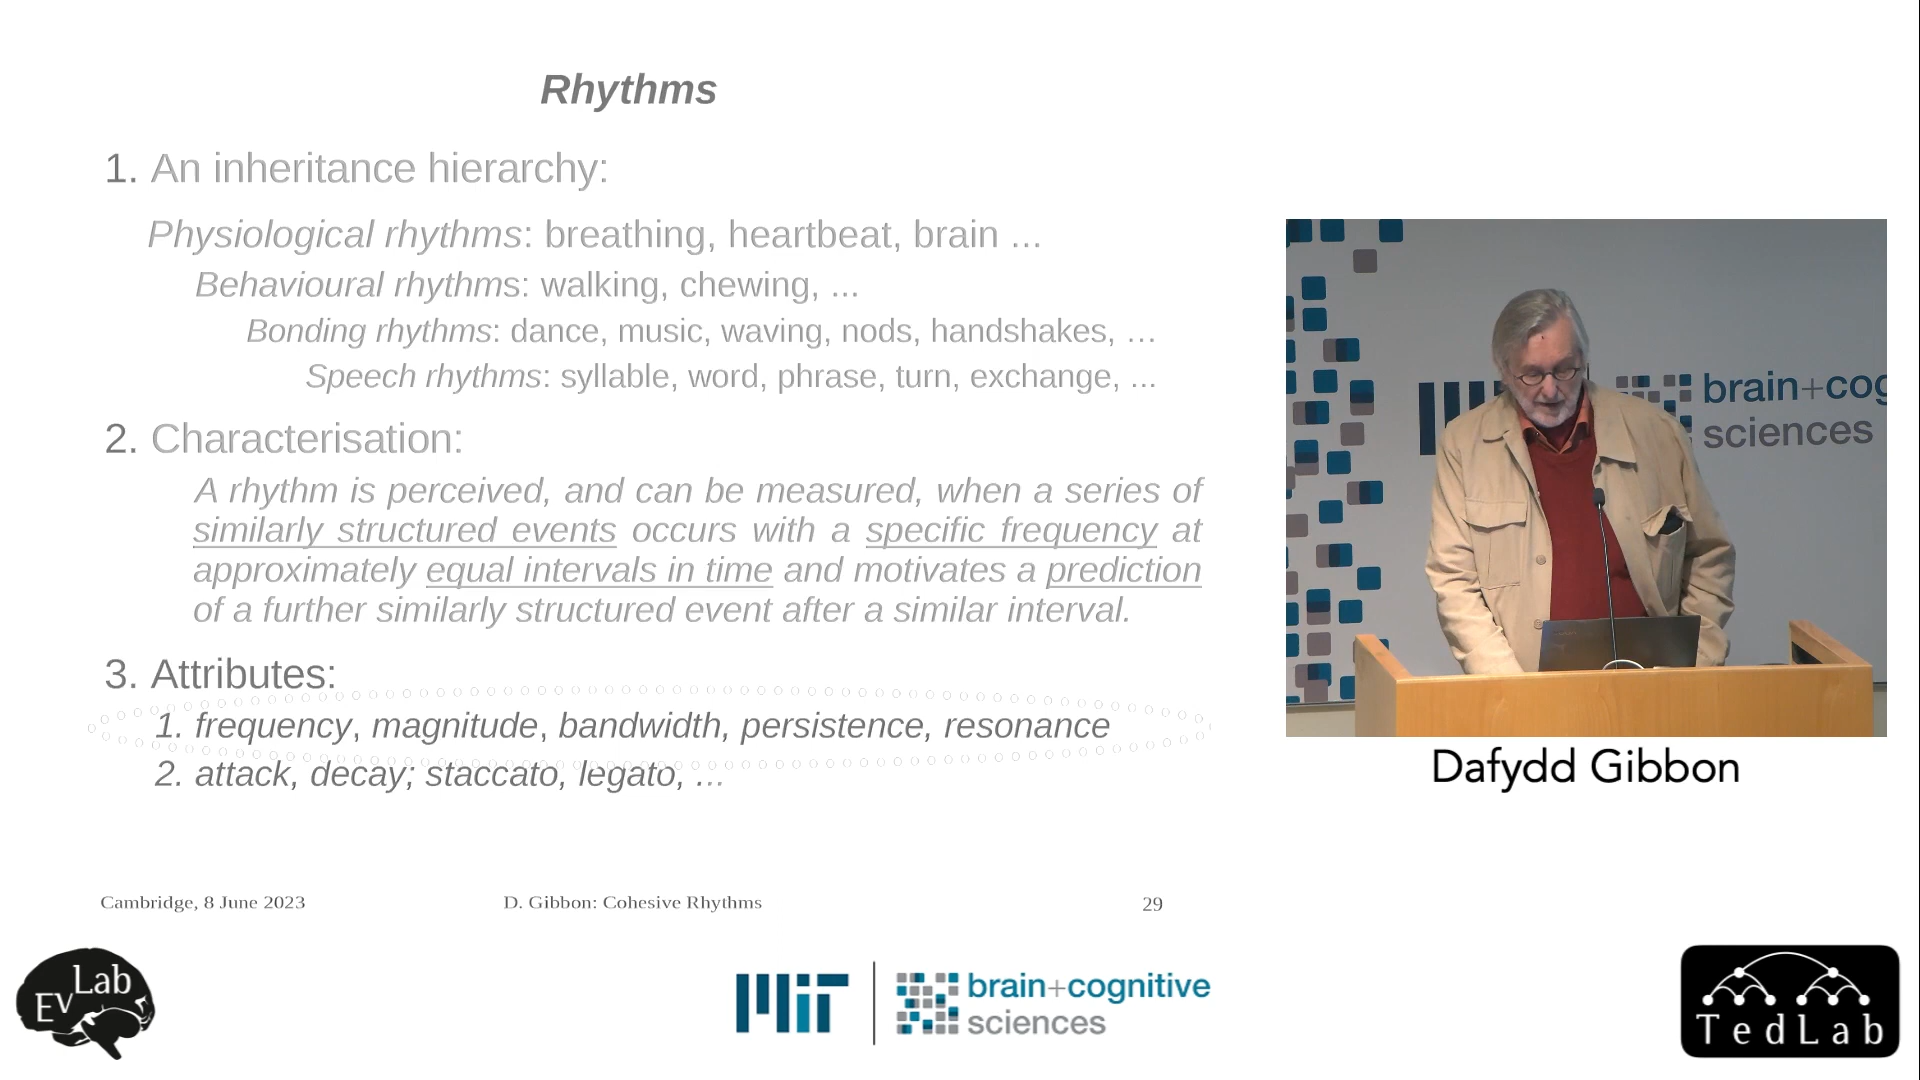 Rhythms
1. An inheritance hierarchy:
Physiological rhythms: breathing, heartbeat, brain ...
Behavioural rhythms: walking, chewing, ...
Bonding rhythms: dance, music, waving, nods, handshakes, ...
Speech rhythms: syllable, word, phrase, turn, exchange, ...
2. Characterisation:
A rhythm is perceived, and can be measured, when a series of
similarly structured events occurs with a specific frequency at
approximately equal intervals in time and motivates a prediction
of a further similarly structured event after a similar interval.
3. Attributes:
1. frequency, magnitude, bandwidth, persistence, resonance
2. attack, decay; staccato, legato, ...
brain+cog
sciences
Dafydd Gibbon
Cambridge, 8 June 2023 D. Gibbon: Cohesive Rhythms 29
EvLab
MIT
brain+cognitive
sciences
TedLab